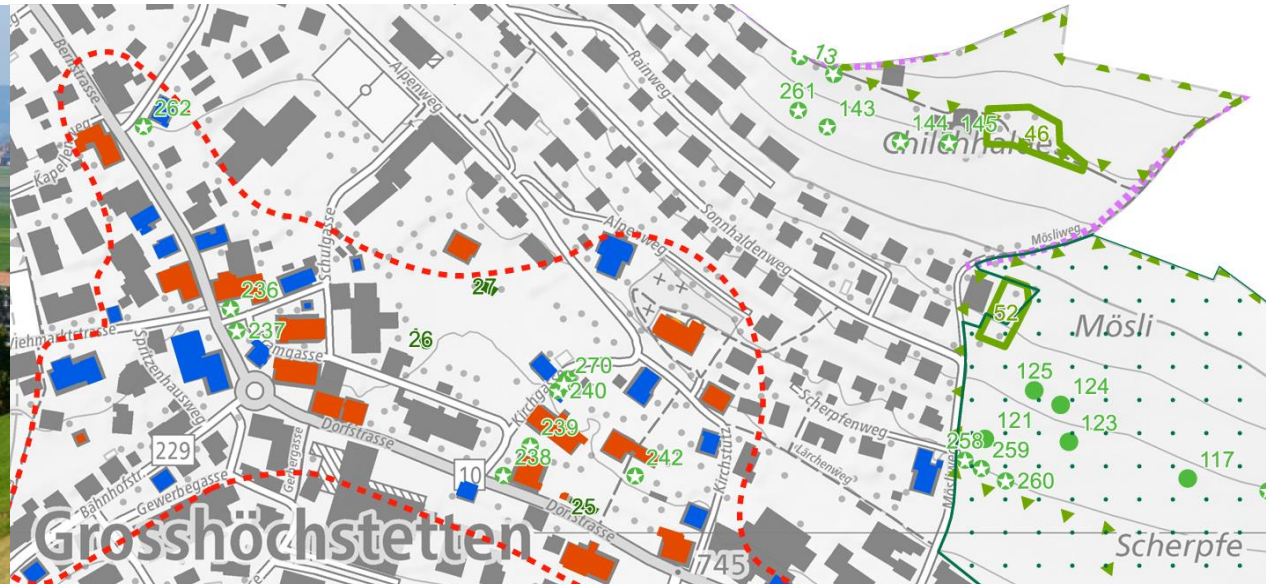 Bernstrasse
262
Kapellenweg
Alpenweg
Rainweg
13
261
143
144
145
46
Chilchhalde
Schulgasse
Sonnhaldenweg
Alpenweg
Mösliweg
27
52
236
Mösli
237
Viehmarktstrasse
Spritzenhausweg
26
270
240
125
124
Kirchgasse
Scherpfenweg
Dorfstrasse
239
121
123
229
10
238
242
Lärchenweg
258
259
260
117
Gerbergasse
Bahnhofstr.
Gewerbegasse
Kirchstutz
Mösliweg
25
Dorfstrasse
Grosshöchstetten
745
Scherpfe